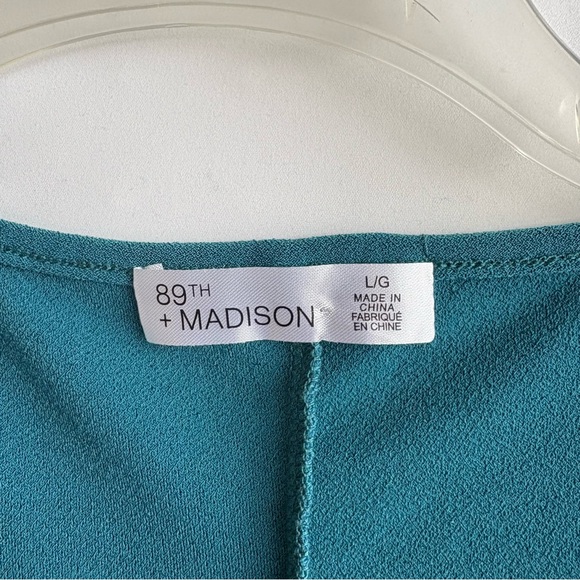 89TH
+ MADISON
L/G
MADE IN
CHINA
FABRIQUÉ
EN CHINE